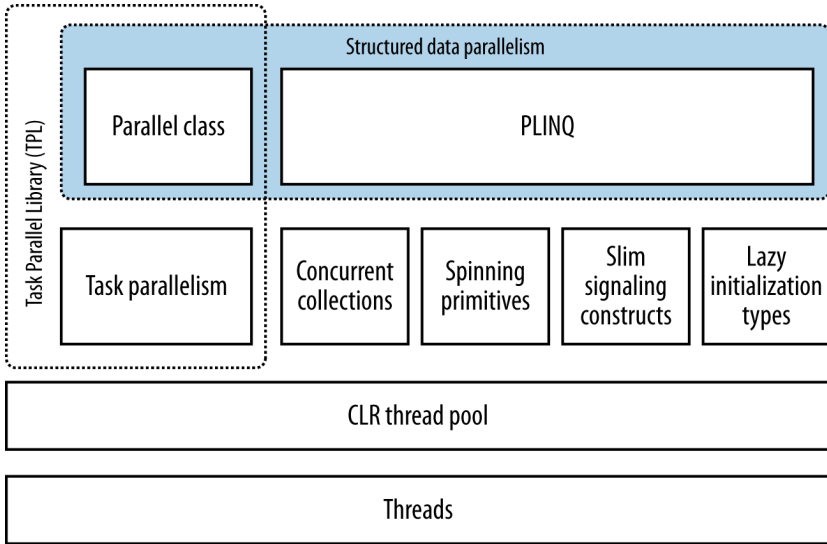 Structured data parallelism
Parallel class
PLINQ
Task Parallel Library (TPL)
Task parallelism
Concurrent
collections
Spinning
primitives
Slim
signaling
constructs
Lazy
initialization
types
CLR thread pool
Threads